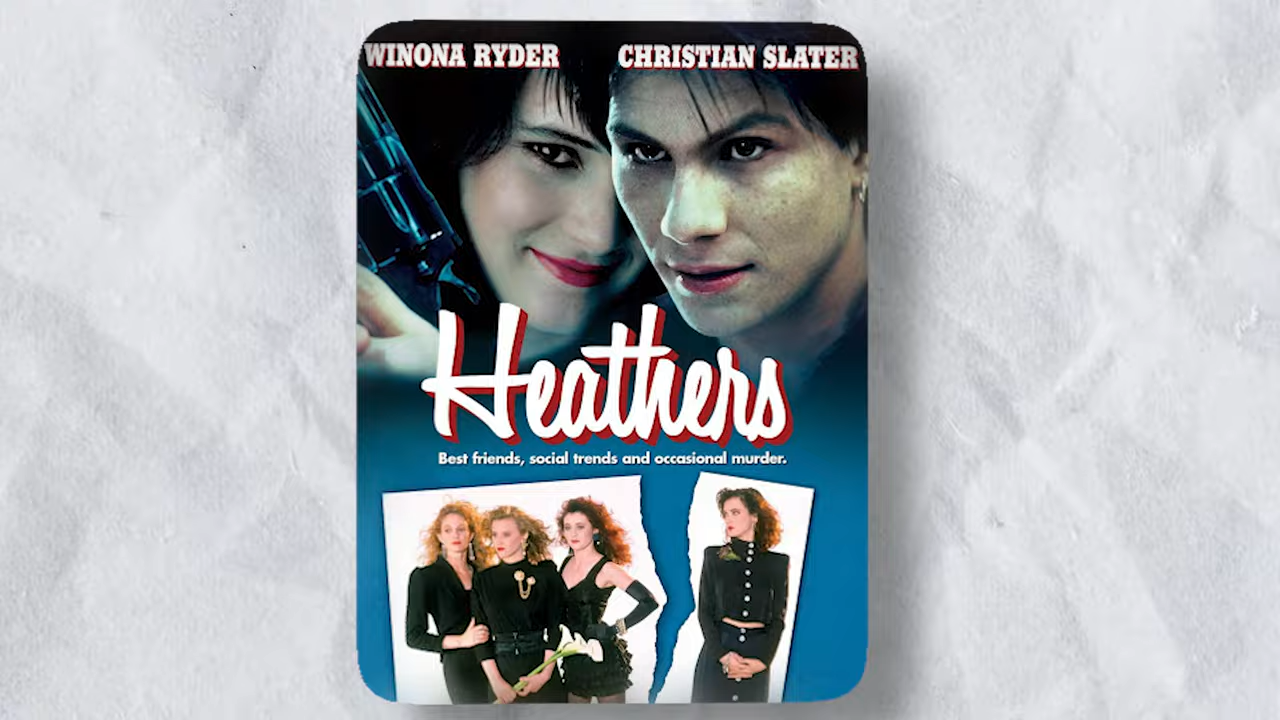 WINONA RYDER CHRISTIAN SLATER
Heathers
Best friends, social trends and occasional murder.